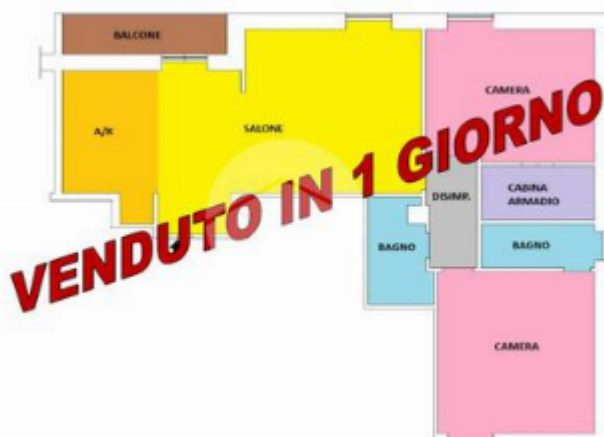 BALCONE
CAMERA
A/K
SALONE
VENDUTO IN 1 GIORNO
DISIMP.
CABINA
ARMADIO
BAGNO
BAGNO
CAMERA